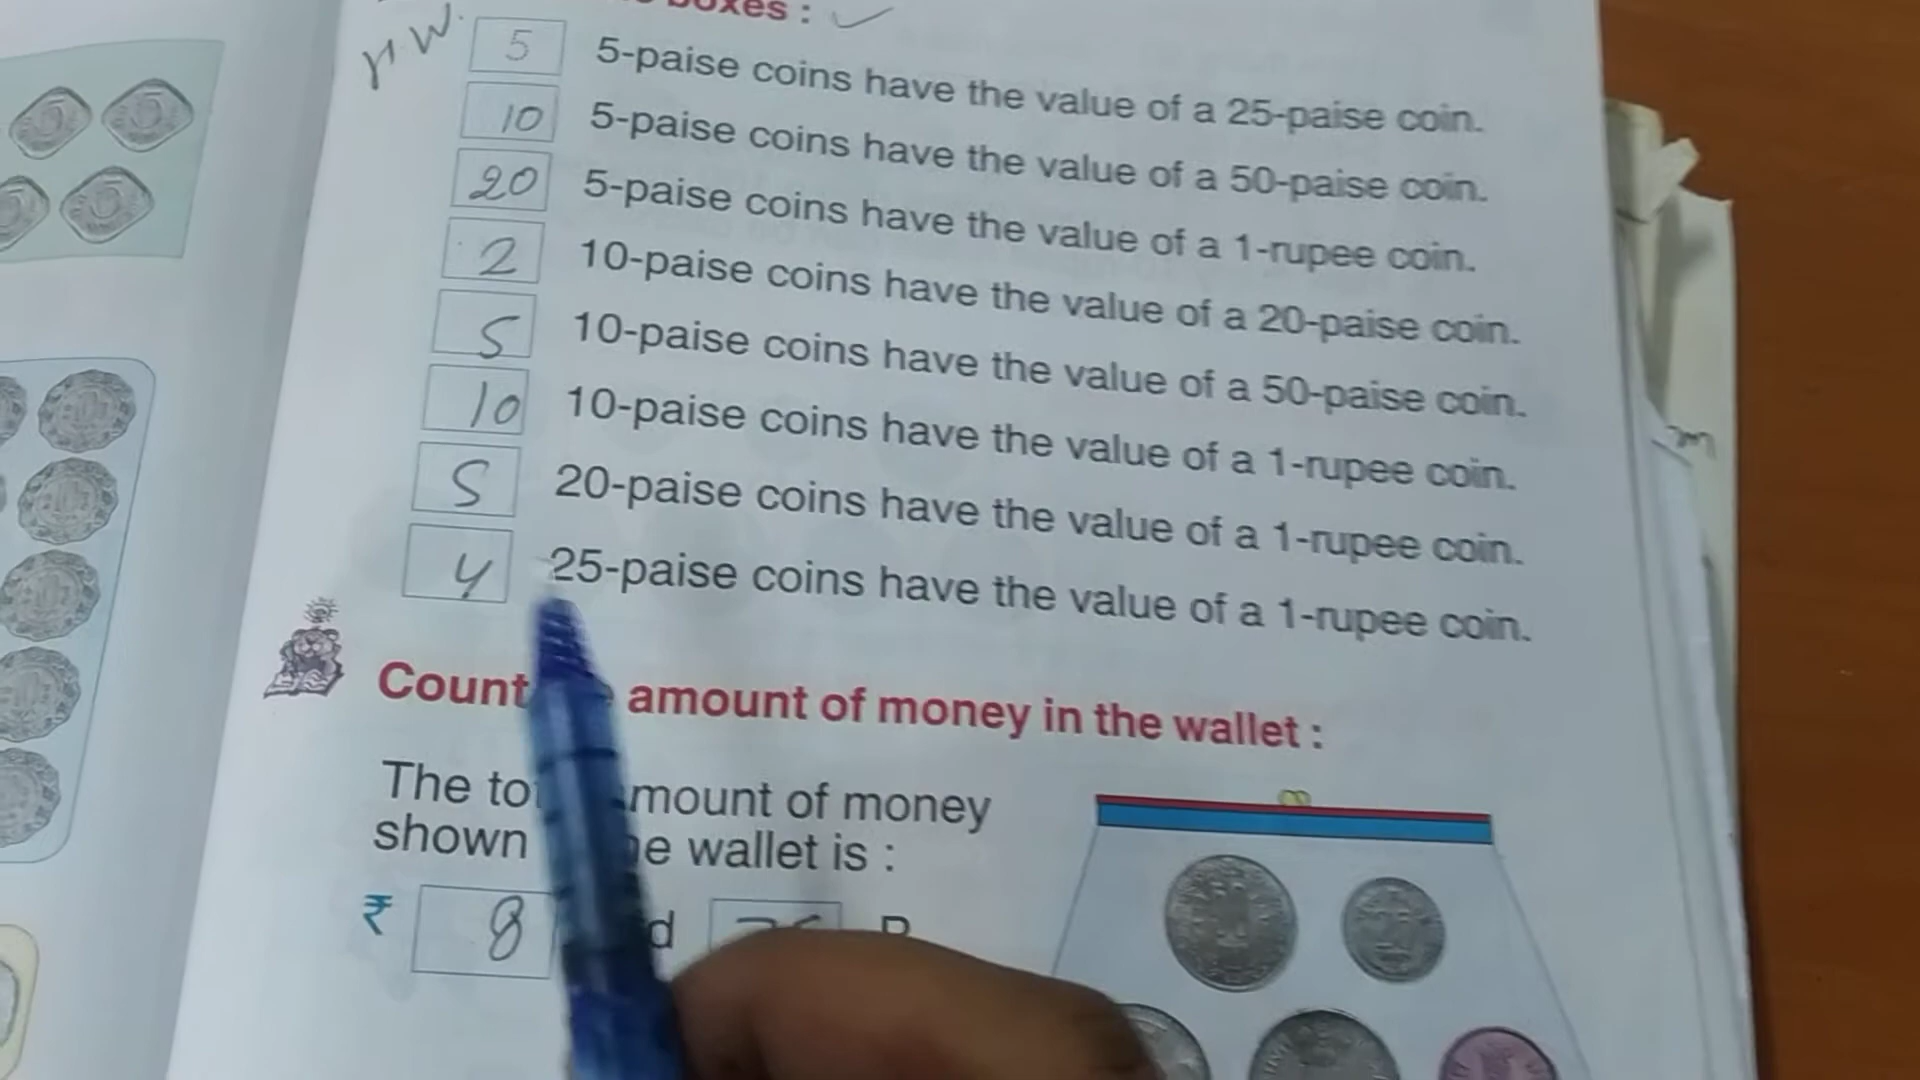 boxes :
H.W.
5 5-paise coins have the value of a 25-paise coin.
10 5-paise coins have the value of a 50-paise coin.
20 5-paise coins have the value of a 1-rupee coin.
2 10-paise coins have the value of a 20-paise coin.
5 10-paise coins have the value of a 50-paise coin.
10 10-paise coins have the value of a 1-rupee coin.
5 20-paise coins have the value of a 1-rupee coin.
4 25-paise coins have the value of a 1-rupee coin.
Count amount of money in the wallet :
The amount of money
shown wallet is :
₹ 8